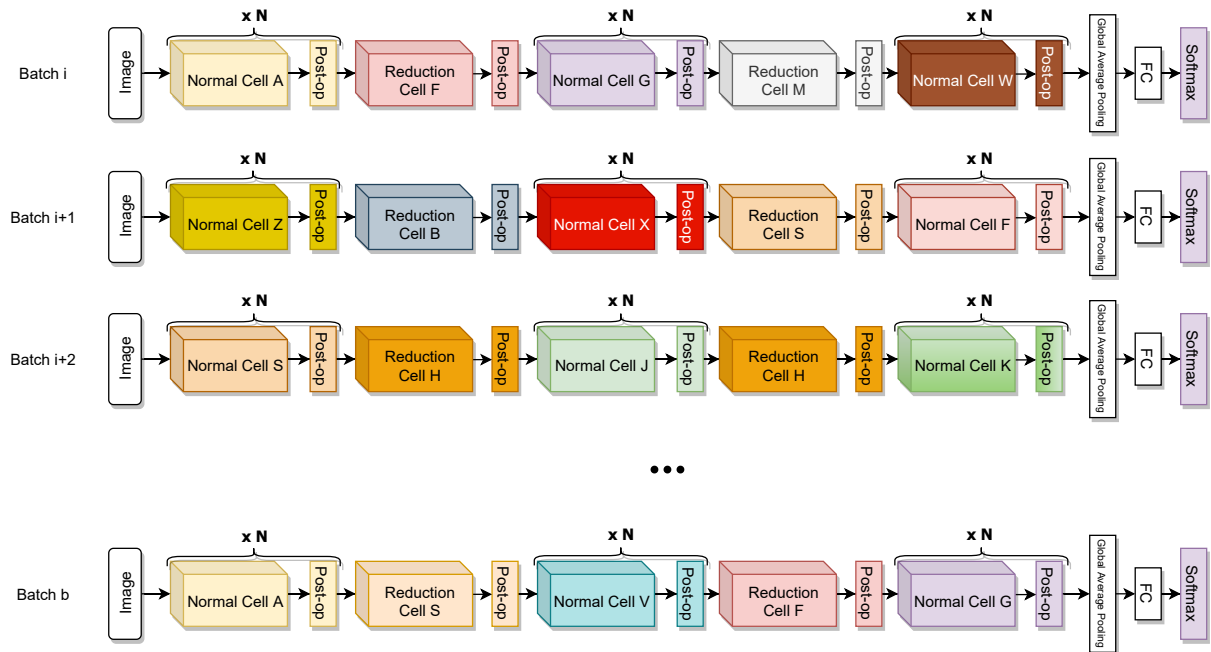 x N
x N
x N
Batch i
Image
Normal Cell A
Post-op
Reduction
Cell F
Post-op
Normal Cell G
Post-op
Reduction
Cell M
Post-op
Normal Cell W
Post-op
Global Average Pooling
FC
Softmax
x N
x N
x N
Batch i+1
Image
Normal Cell Z
Post-op
Reduction
Cell B
Post-op
Normal Cell X
Post-op
Reduction
Cell S
Post-op
Normal Cell F
Post-op
Global Average Pooling
FC
Softmax
x N
x N
x N
Batch i+2
Image
Normal Cell S
Post-op
Reduction
Cell H
Post-op
Normal Cell J
Post-op
Reduction
Cell H
Post-op
Normal Cell K
Post-op
Global Average Pooling
FC
Softmax
...
x N
x N
x N
Batch b
Image
Normal Cell A
Post-op
Reduction
Cell S
Post-op
Normal Cell V
Post-op
Reduction
Cell F
Post-op
Normal Cell G
Post-op
Global Average Pooling
FC
Softmax